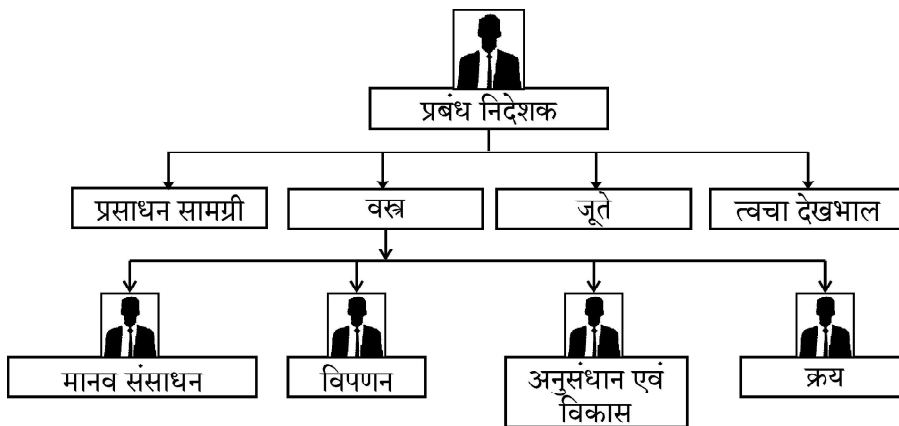 प्रबंध निदेशक
प्रसाधन सामग्री
वस्त्र
जूते
त्वचा देखभाल
मानव संसाधन
विपणन
अनुसंधान एवं
विकास
क्रय